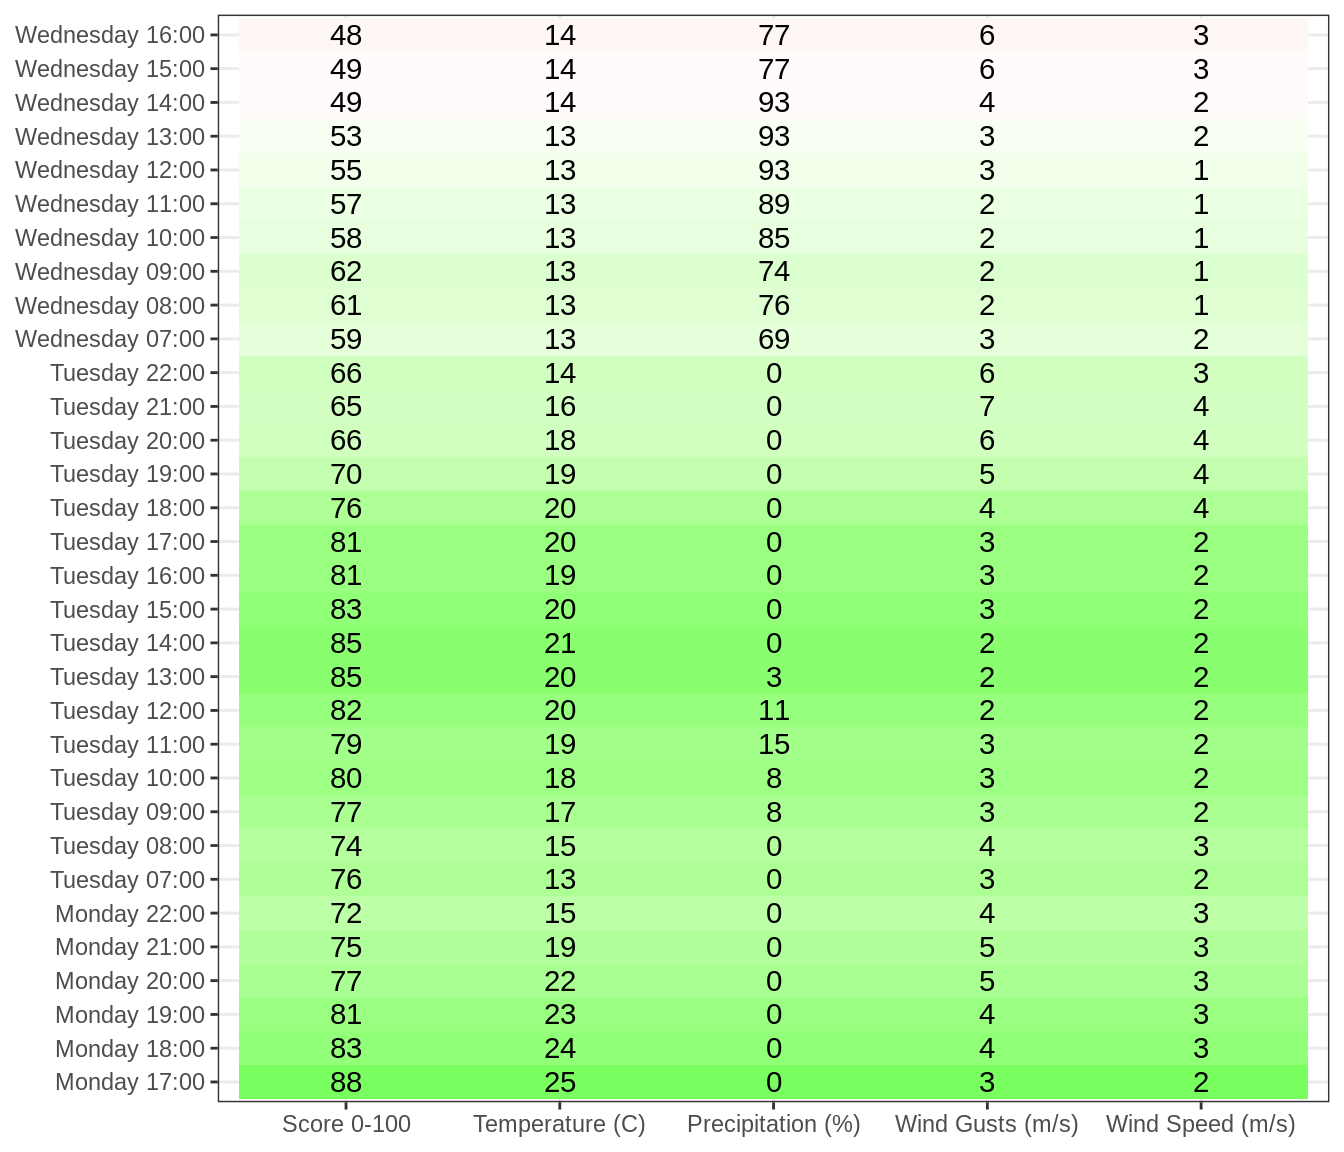 Wednesday 16:00 48 14 77 6 3
Wednesday 15:00 49 14 77 6 3
Wednesday 14:00 49 14 93 4 2
Wednesday 13:00 53 13 93 3 2
Wednesday 12:00 55 13 93 3 1
Wednesday 11:00 57 13 89 2 1
Wednesday 10:00 58 13 85 2 1
Wednesday 09:00 62 13 74 2 1
Wednesday 08:00 61 13 76 2 1
Wednesday 07:00 59 13 69 3 2
Tuesday 22:00 66 14 0 6 3
Tuesday 21:00 65 16 0 7 4
Tuesday 20:00 66 18 0 6 4
Tuesday 19:00 70 19 0 5 4
Tuesday 18:00 76 20 0 4 4
Tuesday 17:00 81 20 0 3 2
Tuesday 16:00 81 19 0 3 2
Tuesday 15:00 83 20 0 3 2
Tuesday 14:00 85 21 0 2 2
Tuesday 13:00 85 20 3 2 2
Tuesday 12:00 82 20 11 2 2
Tuesday 11:00 79 19 15 3 2
Tuesday 10:00 80 18 8 3 2
Tuesday 09:00 77 17 8 3 2
Tuesday 08:00 74 15 0 4 3
Tuesday 07:00 76 13 0 3 2
Monday 22:00 72 15 0 4 3
Monday 21:00 75 19 0 5 3
Monday 20:00 77 22 0 5 3
Monday 19:00 81 23 0 4 3
Monday 18:00 83 24 0 4 3
Monday 17:00 88 25 0 3 2
Score 0-100 Temperature (C) Precipitation (%) Wind Gusts (m/s) Wind Speed (m/s)